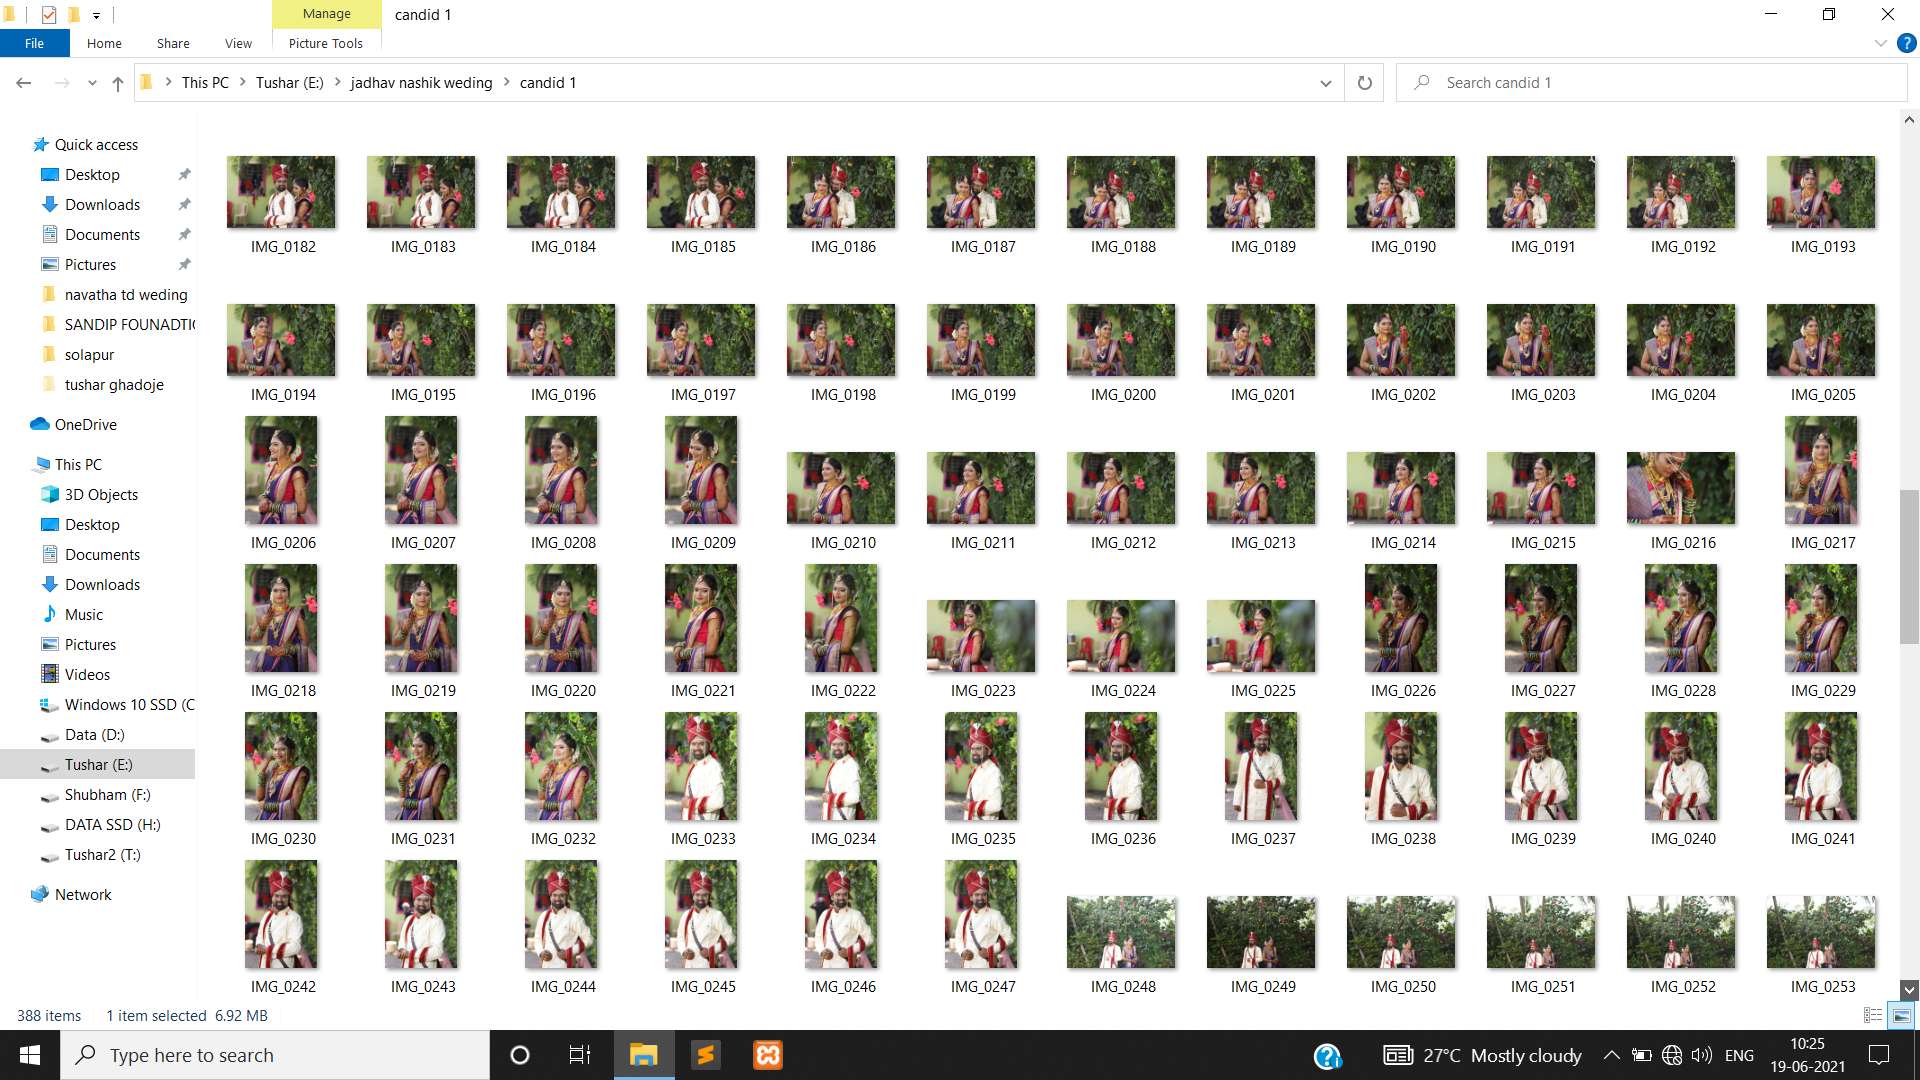 Manage
candid 1
File
Home
Share
View
Picture Tools
This PC
Tushar (E:)
jadhav nashik weding
candid 1
Search candid 1
Quick access
Desktop
Downloads
Documents
Pictures
navatha td weding
SANDIP FOUNADTI
solapur
tushar ghadoje
OneDrive
This PC
3D Objects
Desktop
Documents
Downloads
Music
Pictures
Videos
Windows 10 SSD (C
Data (D:)
Tushar (E:)
Shubham (F:)
DATA SSD (H:)
Tushar2 (T:)
Network
IMG_0182 IMG_0183 IMG_0184 IMG_0185 IMG_0186 IMG_0187 IMG_0188 IMG_0189 IMG_0190 IMG_0191 IMG_0192 IMG_0193
IMG_0194 IMG_0195 IMG_0196 IMG_0197 IMG_0198 IMG_0199 IMG_0200 IMG_0201 IMG_0202 IMG_0203 IMG_0204 IMG_0205
IMG_0206 IMG_0207 IMG_0208 IMG_0209 IMG_0210 IMG_0211 IMG_0212 IMG_0213 IMG_0214 IMG_0215 IMG_0216 IMG_0217
IMG_0218 IMG_0219 IMG_0220 IMG_0221 IMG_0222 IMG_0223 IMG_0224 IMG_0225 IMG_0226 IMG_0227 IMG_0228 IMG_0229
IMG_0230 IMG_0231 IMG_0232 IMG_0233 IMG_0234 IMG_0235 IMG_0236 IMG_0237 IMG_0238 IMG_0239 IMG_0240 IMG_0241
IMG_0242 IMG_0243 IMG_0244 IMG_0245 IMG_0246 IMG_0247 IMG_0248 IMG_0249 IMG_0250 IMG_0251 IMG_0252 IMG_0253
388 items 1 item selected 6.92 MB
Type here to search
27°C Mostly cloudy
ENG
10:25
19-06-2021